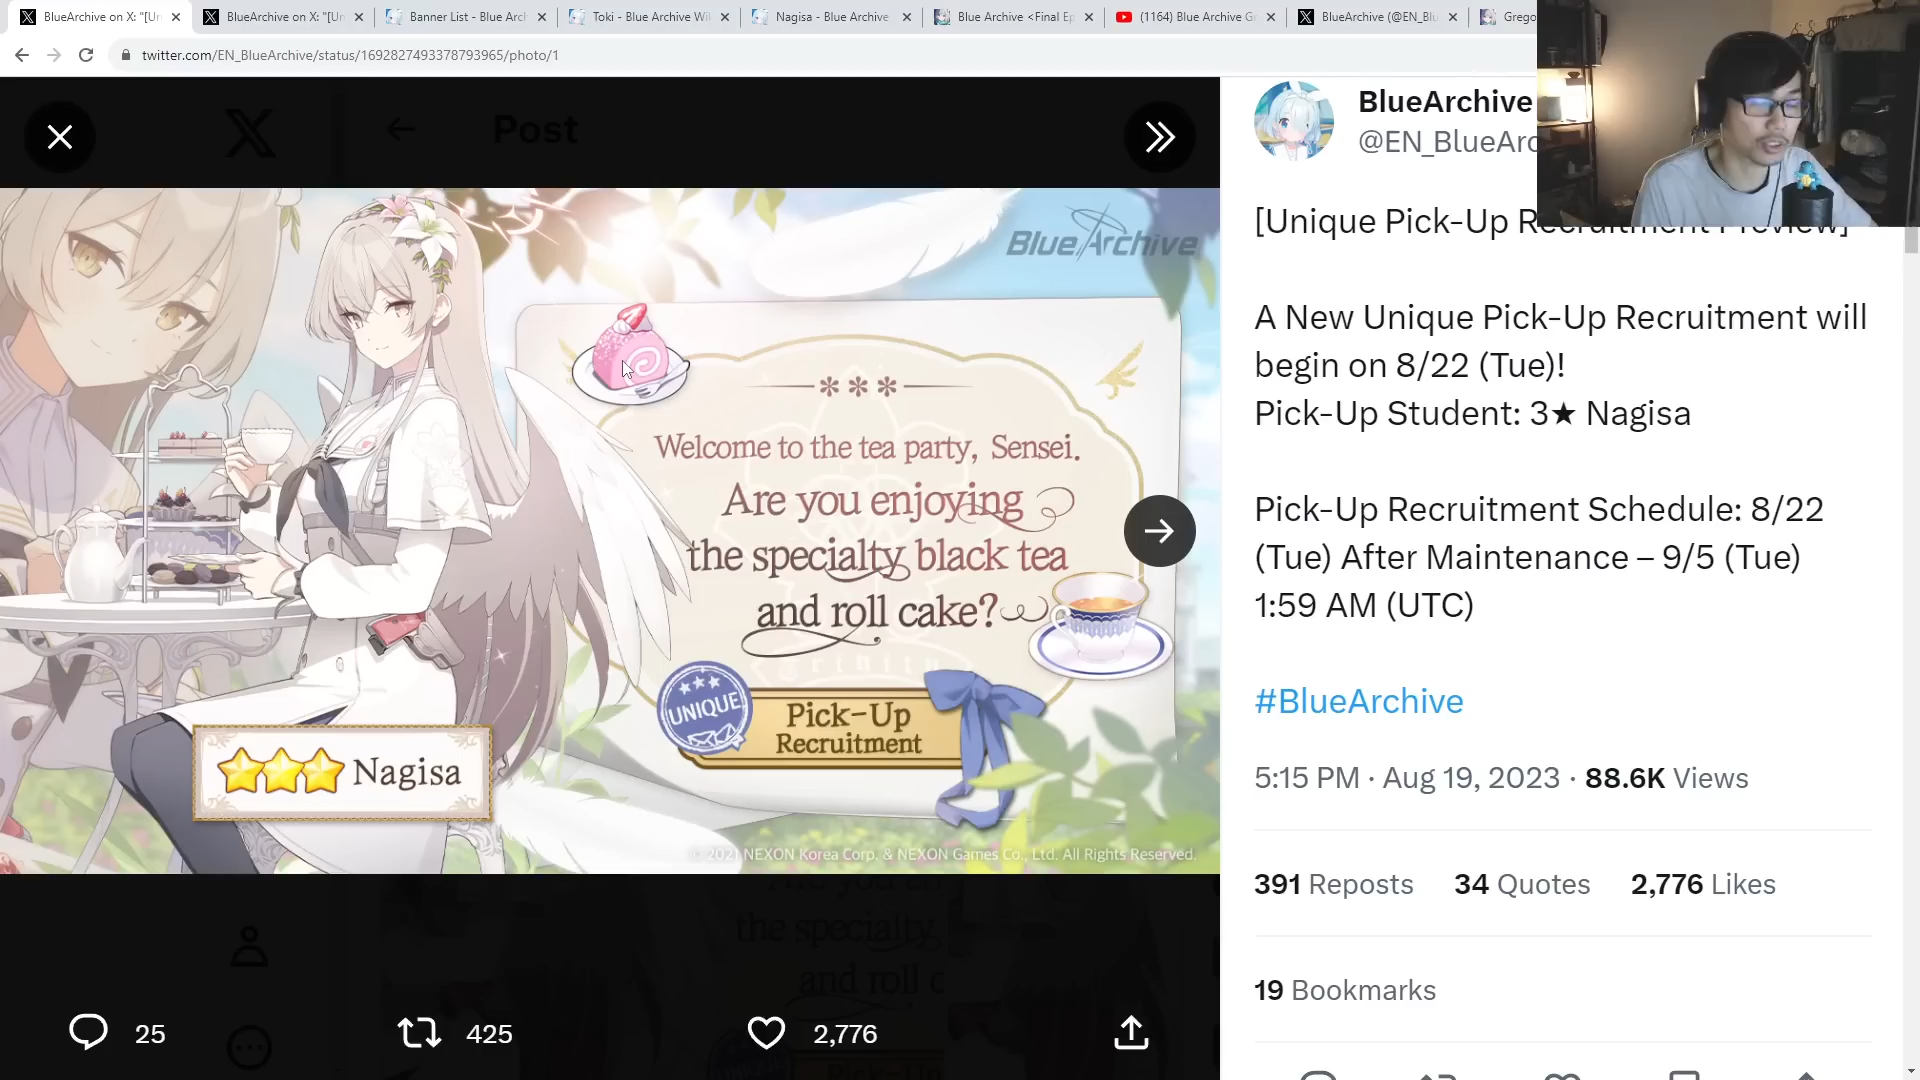 BlueArchive on X: "[Un
BlueArchive on X: "[Un
Banner List - Blue Arc
Toki - Blue Archive Wi
Nagisa - Blue Archive
Blue Archive <Final Ep
(1164) Blue Archive G
BlueArchive (@EN_Blu
Grego
twitter.com/EN_BlueArchive/status/1692827493378793965/photo/1
Post
Blue Archive
Welcome to the tea party, Sensei.
Are you enjoying
the specialty black tea
and roll cake?
UNIQUE
Pick-Up
Recruitment
Nagisa
© 2021 NEXON Korea Corp. & NEXON Games Co., Ltd. All Rights Reserved.
the specialty
and roll c
25
425
2,776
BlueArchive
@EN_BlueArc
[Unique Pick-Up Recruitment Preview]
A New Unique Pick-Up Recruitment will
begin on 8/22 (Tue)!
Pick-Up Student: 3★ Nagisa
Pick-Up Recruitment Schedule: 8/22
(Tue) After Maintenance – 9/5 (Tue)
1:59 AM (UTC)
#BlueArchive
5:15 PM · Aug 19, 2023 · 88.6K Views
391 Reposts 34 Quotes 2,776 Likes
19 Bookmarks